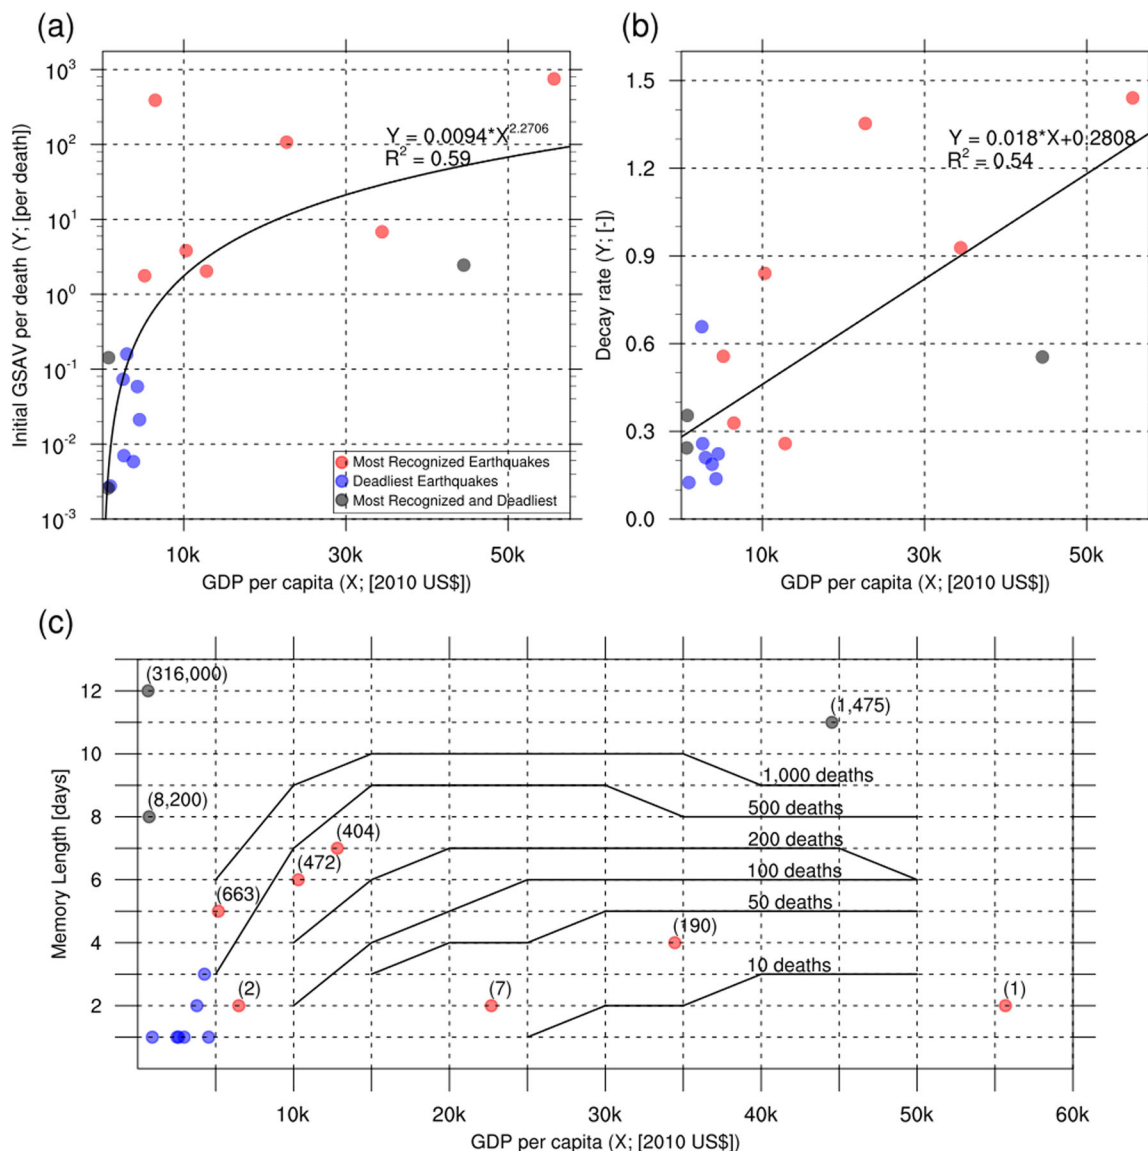 (a)
(b)
10³
10²
10¹
10⁰
10⁻¹
10⁻²
10⁻³
Initial GSAV per death (Y; [per death])
Y = 0.0094*X^2.2706
R² = 0.59
Most Recognized Earthquakes
Deadliest Earthquakes
Most Recognized and Deadliest
10k 30k 50k
GDP per capita (X; [2010 US$])
1.5
1.2
0.9
0.6
0.3
0.0
Decay rate (Y; [-])
Y = 0.018*X+0.2808
R² = 0.54
10k 30k 50k
GDP per capita (X; [2010 US$])
(c)
12
10
8
6
4
2
Memory Length [days]
(316,000)
(1,475)
(8,200)
(404)
(472)
(663)
(190)
(2)
(7)
(1)
1,000 deaths
500 deaths
200 deaths
100 deaths
50 deaths
10 deaths
10k 20k 30k 40k 50k 60k
GDP per capita (X; [2010 US$])